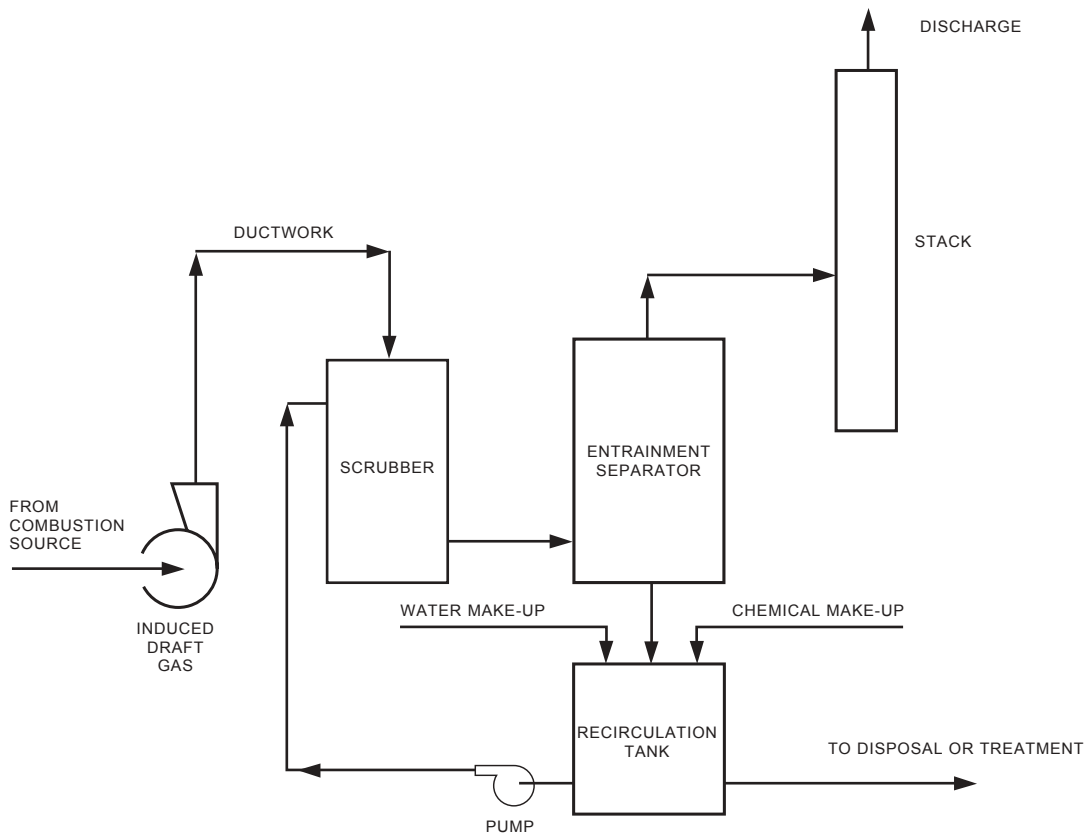 DISCHARGE
DUCTWORK
STACK
ENTRAINMENT
SEPARATOR
SCRUBBER
FROM
COMBUSTION
SOURCE
WATER MAKE-UP
CHEMICAL MAKE-UP
INDUCED
DRAFT
GAS
RECIRCULATION
TANK
TO DISPOSAL OR TREATMENT
PUMP